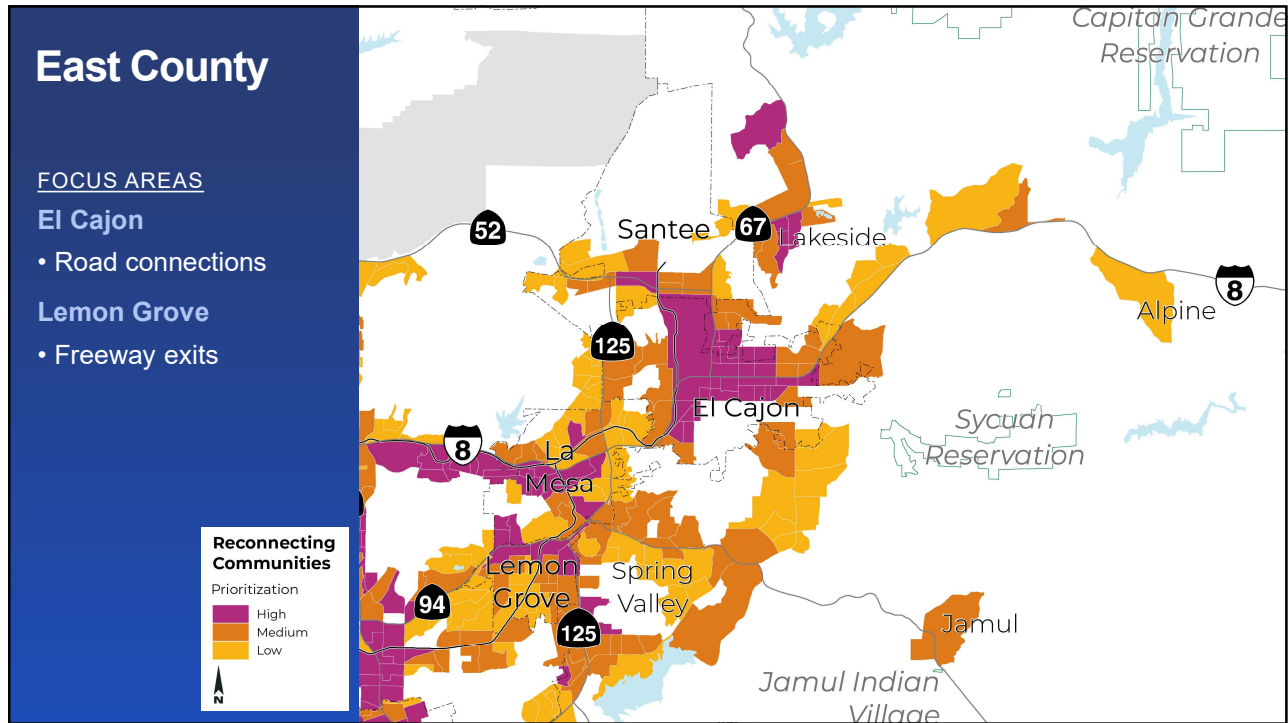 East County
FOCUS AREAS
El Cajon
• Road connections
Lemon Grove
• Freeway exits
Reconnecting
Communities
Prioritization
High
Medium
Low
N
Capitan Grande
Reservation
52
Santee
67
Lakeside
8
Alpine
125
El Cajon
Sycuan
Reservation
8
La
Mesa
Lemon
Grove
Spring
Valley
94
125
Jamul
Jamul Indian
Village